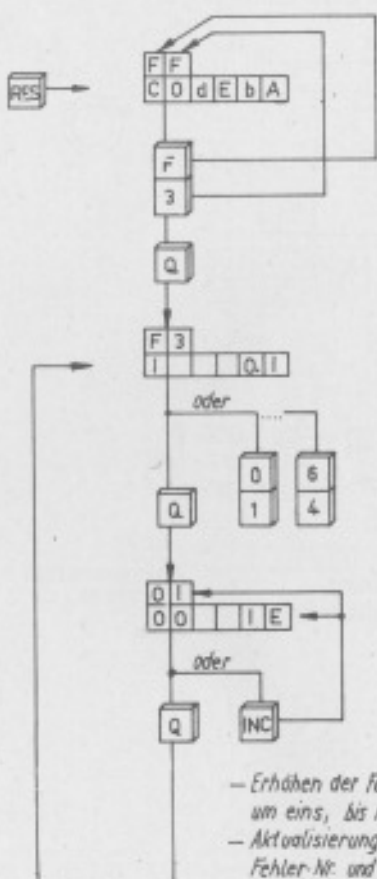 F F
RES
C O d E b A
F
3
Q
F 3
I Q. I
oder
....
0 6
1 4
Q
0 I
0 0 I E
oder
Q INC
– Erhöhen der
um eins, bis
– Aktualisierung
Fehler-Nr. und